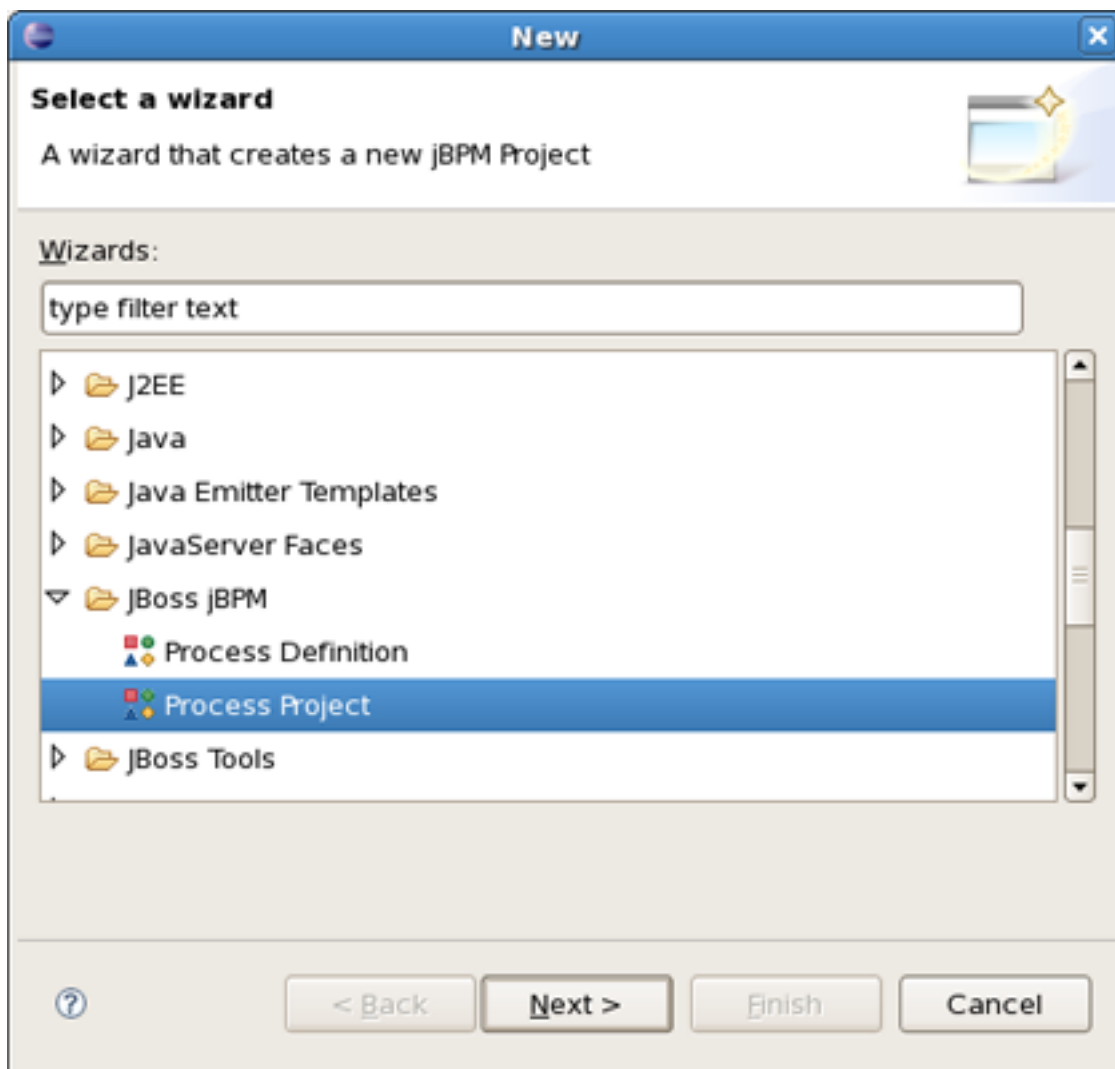 New
Select a wizard
A wizard that creates a new jBPM Project
Wizards:
type filter text
J2EE
Java
Java Emitter Templates
JavaServer Faces
JBoss jBPM
Process Definition
Process Project
JBoss Tools
< Back Next > Finish Cancel